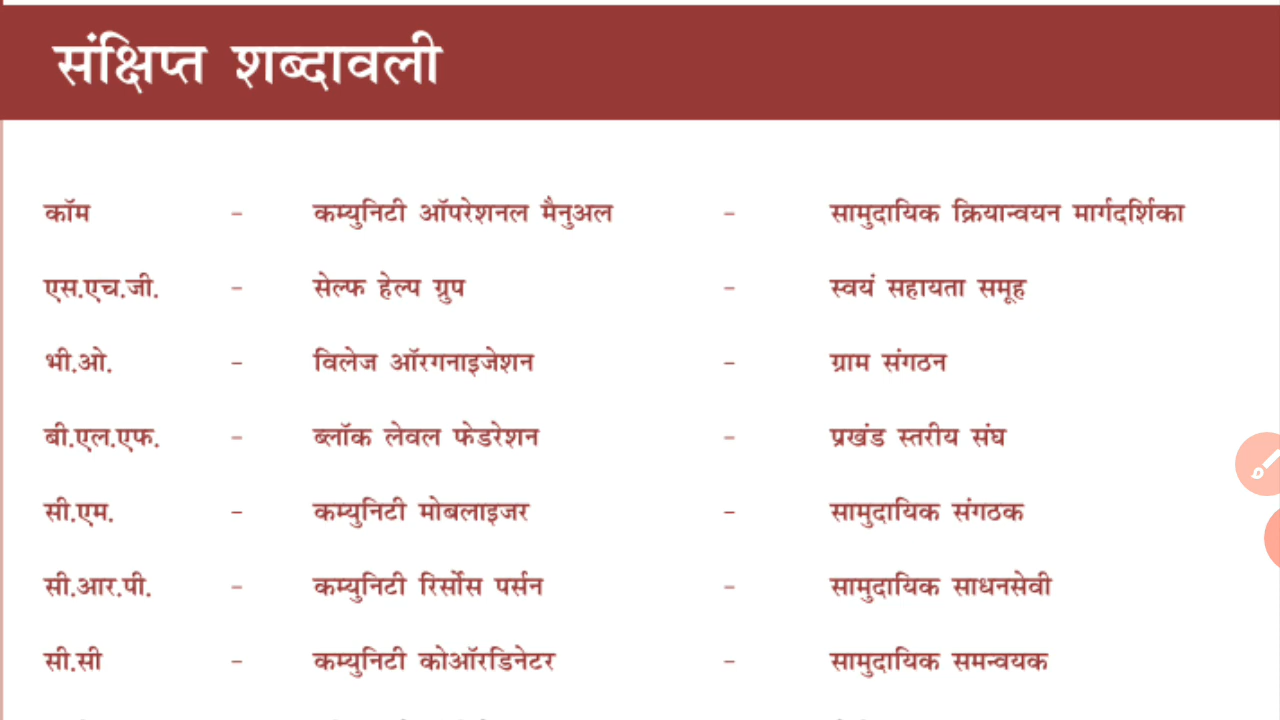 संक्षिप्त शब्दावली
कॉम - कम्युनिटी ऑपरेशनल मैनुअल - सामुदायिक क्रियान्वयन मार्गदर्शिका
एस.एच.जी. - सेल्फ हेल्प ग्रुप - स्वयं सहायता समूह
भी.ओ. - विलेज ऑरगनाइजेशन - ग्राम संगठन
बी.एल.एफ. - ब्लॉक लेवल फेडरेशन - प्रखंड स्तरीय संघ
सी.एम. - कम्युनिटी मोबलाइजर - सामुदायिक संगठक
सी.आर.पी. - कम्युनिटी रिर्सोस पर्सन - सामुदायिक साधनसेवी
सी.सी - कम्युनिटी कोऑरडिनेटर - सामुदायिक समन्वयक